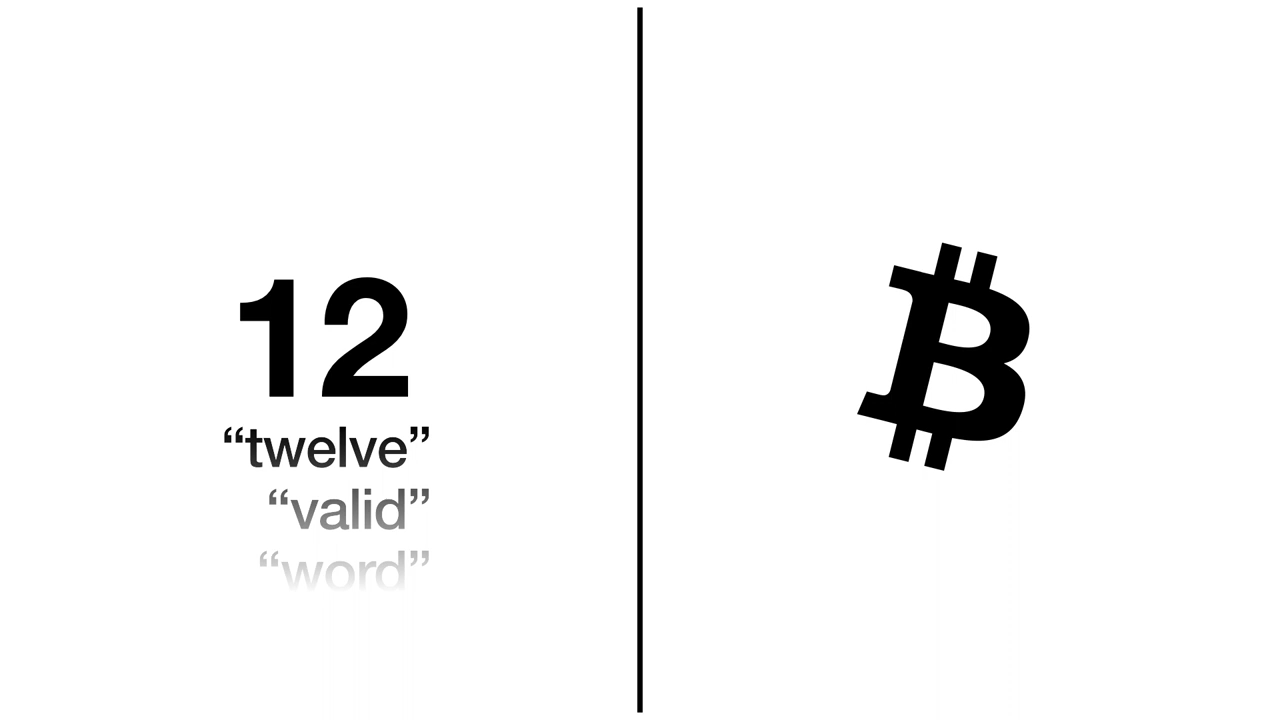 12
“twelve”
“valid”
“word”
₿